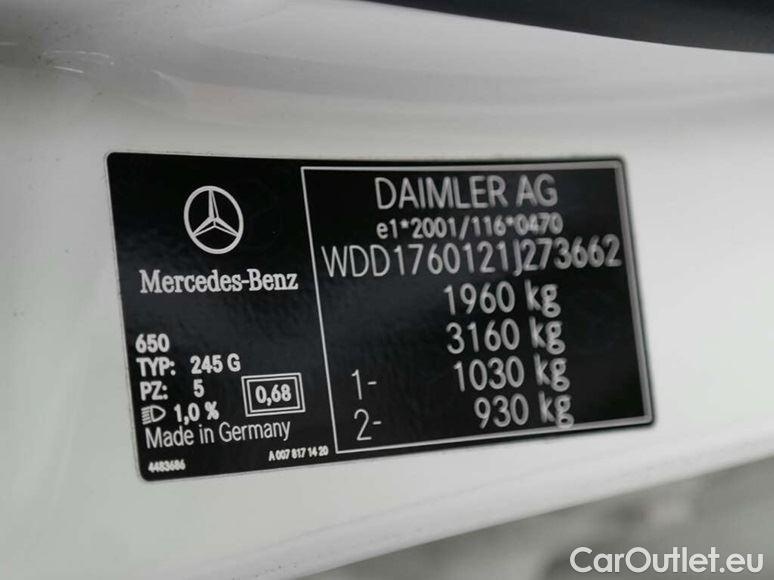 Mercedes-Benz
650
TYP: 245 G
PZ: 5
1,0 %
0,68
Made in Germany
4483686
A 007 817 14 20
DAIMLER AG
e1*2001/116*0470
WDD1760121J273662
1960 kg
3160 kg
1- 1030 kg
2- 930 kg
CarOutlet.eu